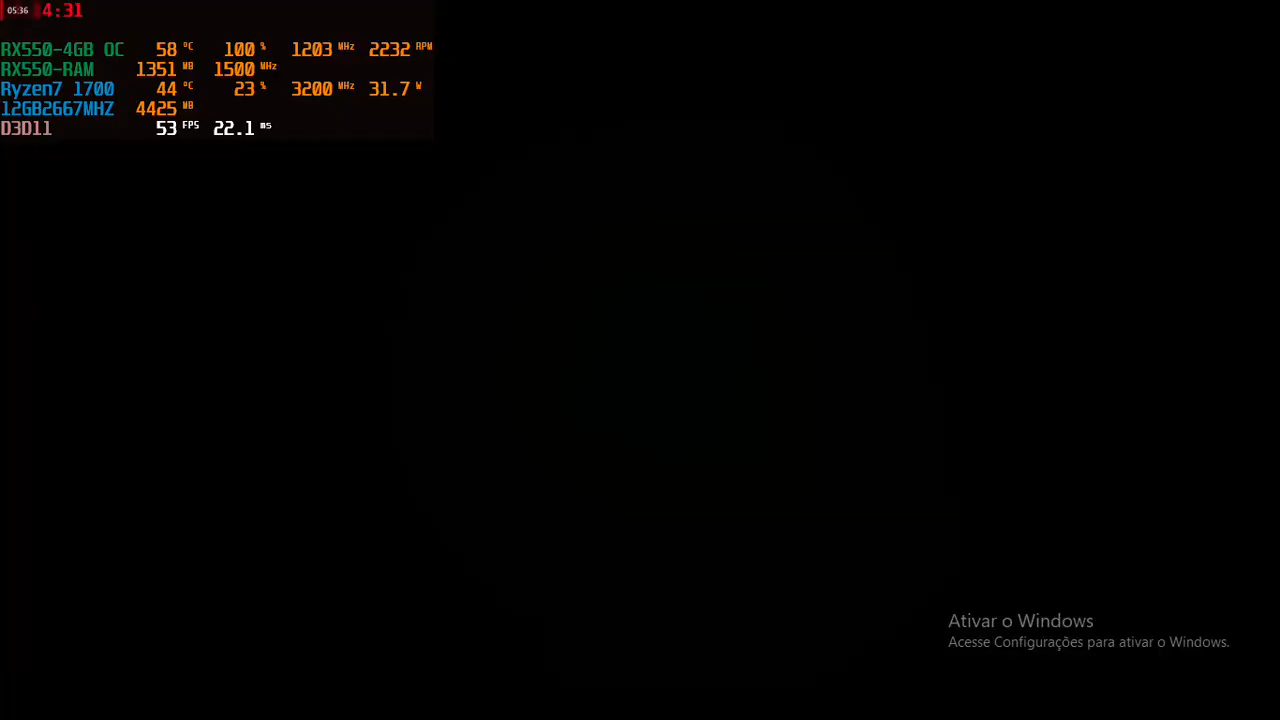 05:36 4:31
RX550-4GB OC 58 °C 100 % 1203 MHz 2232 RPM
RX550-RAM 1351 MB 1500 MHz
Ryzen7 1700 44 °C 23 % 3200 MHz 31.7 W
12GB2667MHZ 4425 MB
D3D11 53 FPS 22.1 ms
Ativar o Windows
Acesse Configurações para ativar o Windows.